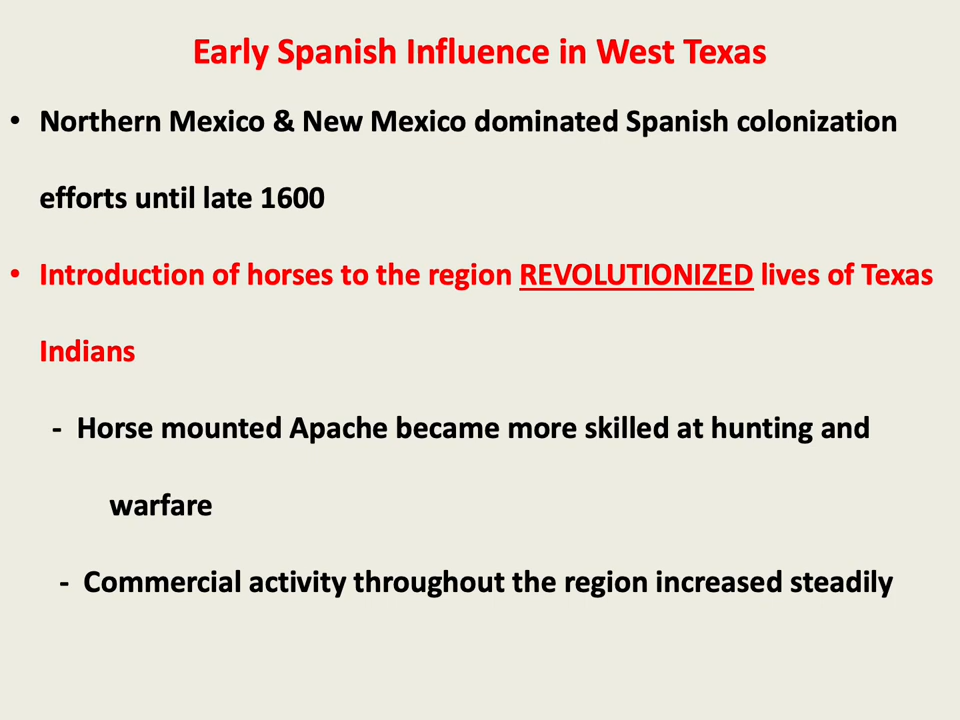 Early Spanish Influence in West Texas
• Northern Mexico & New Mexico dominated Spanish colonization
efforts until late 1600
• Introduction of horses to the region REVOLUTIONIZED lives of Texas
Indians
- Horse mounted Apache became more skilled at hunting and
warfare
- Commercial activity throughout the region increased steadily